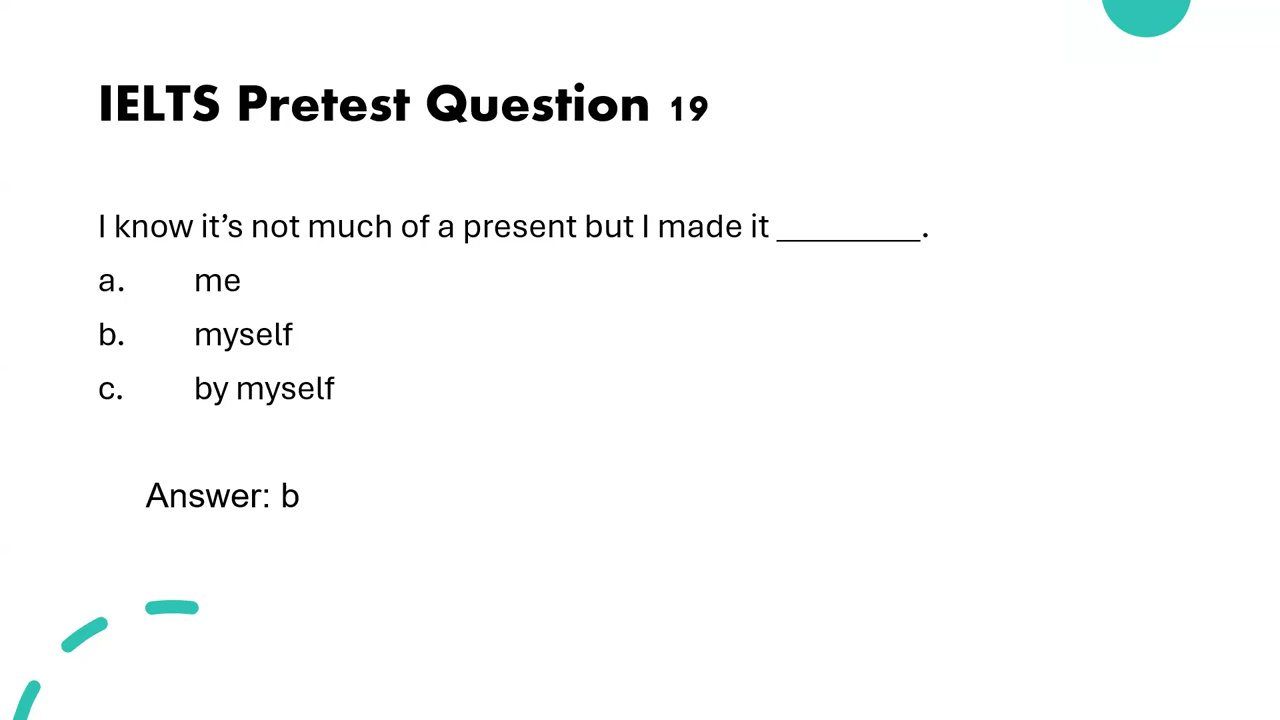 IELTS Pretest Question 19
I know it’s not much of a present but I made it _________.
a. me
b. myself
c. by myself
Answer: b